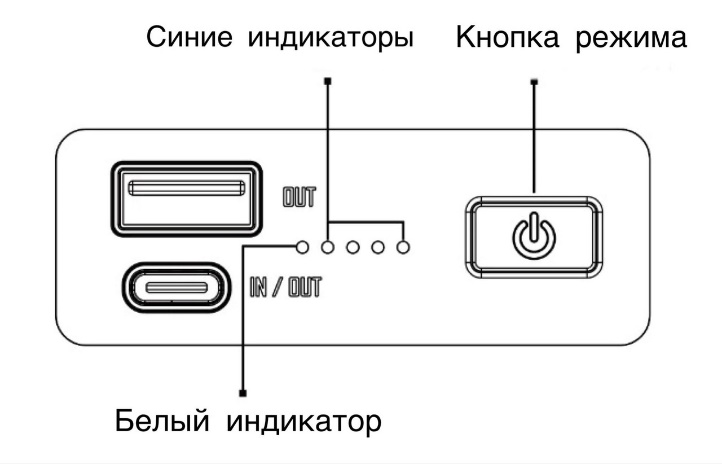 Синие индикаторы
Кнопка режима
OUT
IN / OUT
Белый индикатор